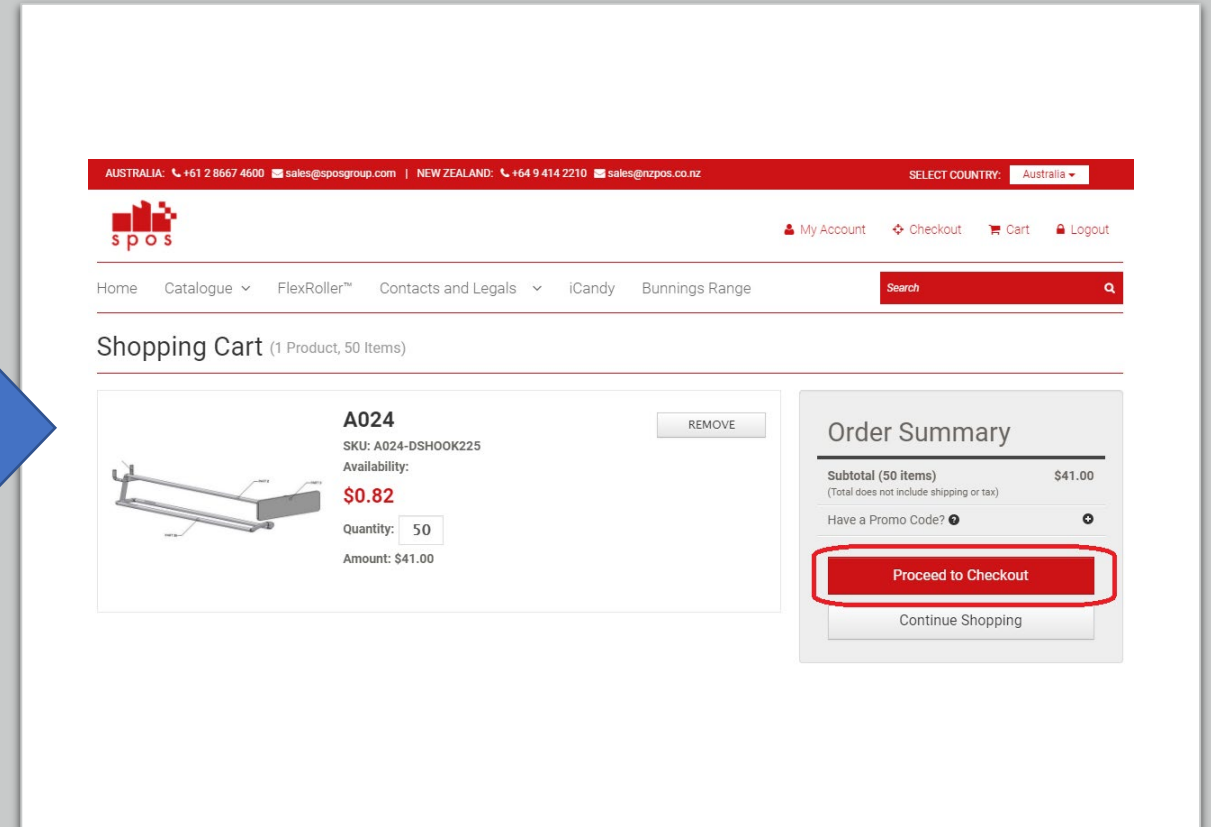 AUSTRALIA: +61 2 8667 4600 sales@sposgroup.com | NEW ZEALAND: +64 9 414 2210 sales@nzpos.co.nz SELECT COUNTRY: Australia
spos
My Account Checkout Cart Logout
Home Catalogue FlexRoller™ Contacts and Legals iCandy Bunnings Range Search
Shopping Cart (1 Product, 50 Items)
A024
REMOVE
SKU: A024-DSHOOK225
Availability:
$0.82
Quantity: 50
Amount: $41.00
Order Summary
Subtotal (50 items) $41.00
(Total does not include shipping or tax)
Have a Promo Code?
Proceed to Checkout
Continue Shopping